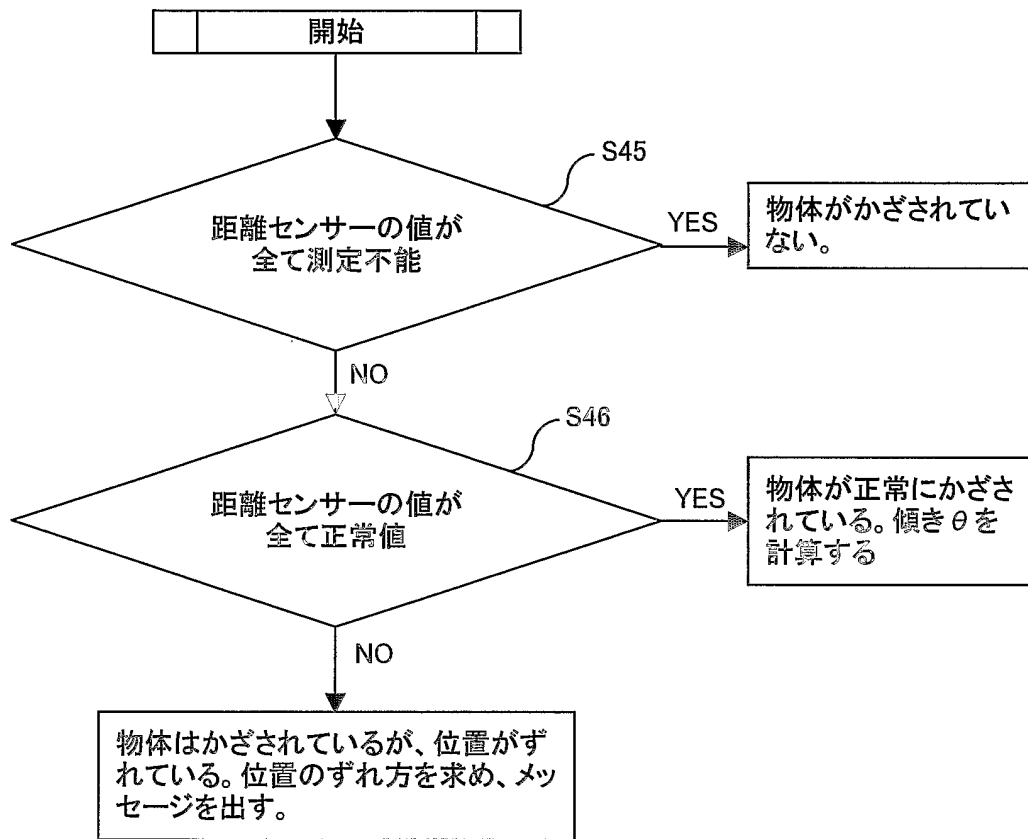 開始
S45
距離センサーの値が
全て測定不能
YES
物体がかざされてい
ない。
NO
S46
距離センサーの値が
全て正常値
YES
物体が正常にかざさ
れている。傾きθを
計算する
NO
物体はかざされているが、位置がず
れている。位置のずれ方を求め、メッ
セージを出す。